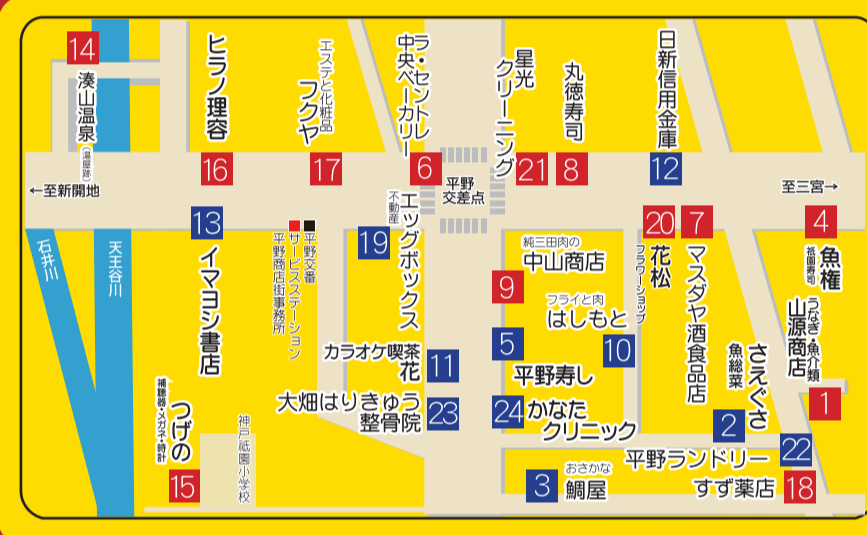 14
湊山温泉
(温屋跡)
ヒラノ理容
16
エステと化粧品
フクヤ
17
ラ・セントレ
中央ベーカリー
6
星光
クリーニング
21
丸徳寿司
8
日新信用金庫
12
←至新開地
平野
交差点
至三宮→
石井川
天王谷川
13
イマヨシ書店
平野交番
サービスステーション
平野商店街事務所
19
不動産
エッグボックス
純三田肉の
中山商店
9
フライと肉
はしもと
10
5
平野寿し
20
フラワーショップ
花松
7
マスダヤ酒食品店
4
魚権
祇園寿司
うなぎ・魚介類
山源商店
1
カラオケ喫茶
花
11
大畑はりきゅう
整骨院
23
24
かなた
クリニック
さえぐさ
魚総菜
2
平野ランドリー
22
つげの
補聴器・メガネ・時計
15
神戸祇園小学校
3
おさかな
鯛屋
すず薬店
18